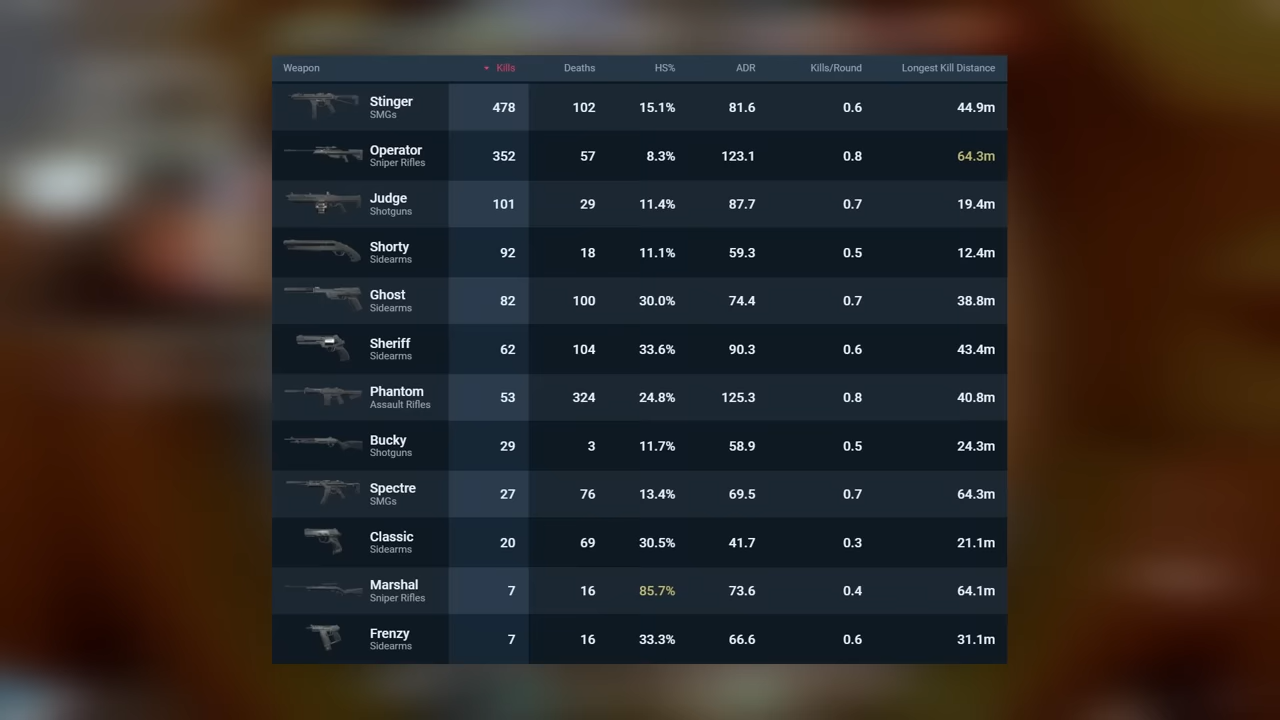 Weapon Kills Deaths HS% ADR Kills/Round Longest Kill Distance
Stinger 478 102 15.1% 81.6 0.6 44.9m
SMGs
Operator 352 57 8.3% 123.1 0.8 64.3m
Sniper Rifles
Judge 101 29 11.4% 87.7 0.7 19.4m
Shotguns
Shorty 92 18 11.1% 59.3 0.5 12.4m
Sidearms
Ghost 82 100 30.0% 74.4 0.7 38.8m
Sidearms
Sheriff 62 104 33.6% 90.3 0.6 43.4m
Sidearms
Phantom 53 324 24.8% 125.3 0.8 40.8m
Assault Rifles
Bucky 29 3 11.7% 58.9 0.5 24.3m
Shotguns
Spectre 27 76 13.4% 69.5 0.7 64.3m
SMGs
Classic 20 69 30.5% 41.7 0.3 21.1m
Sidearms
Marshal 7 16 85.7% 73.6 0.4 64.1m
Sniper Rifles
Frenzy 7 16 33.3% 66.6 0.6 31.1m
Sidearms